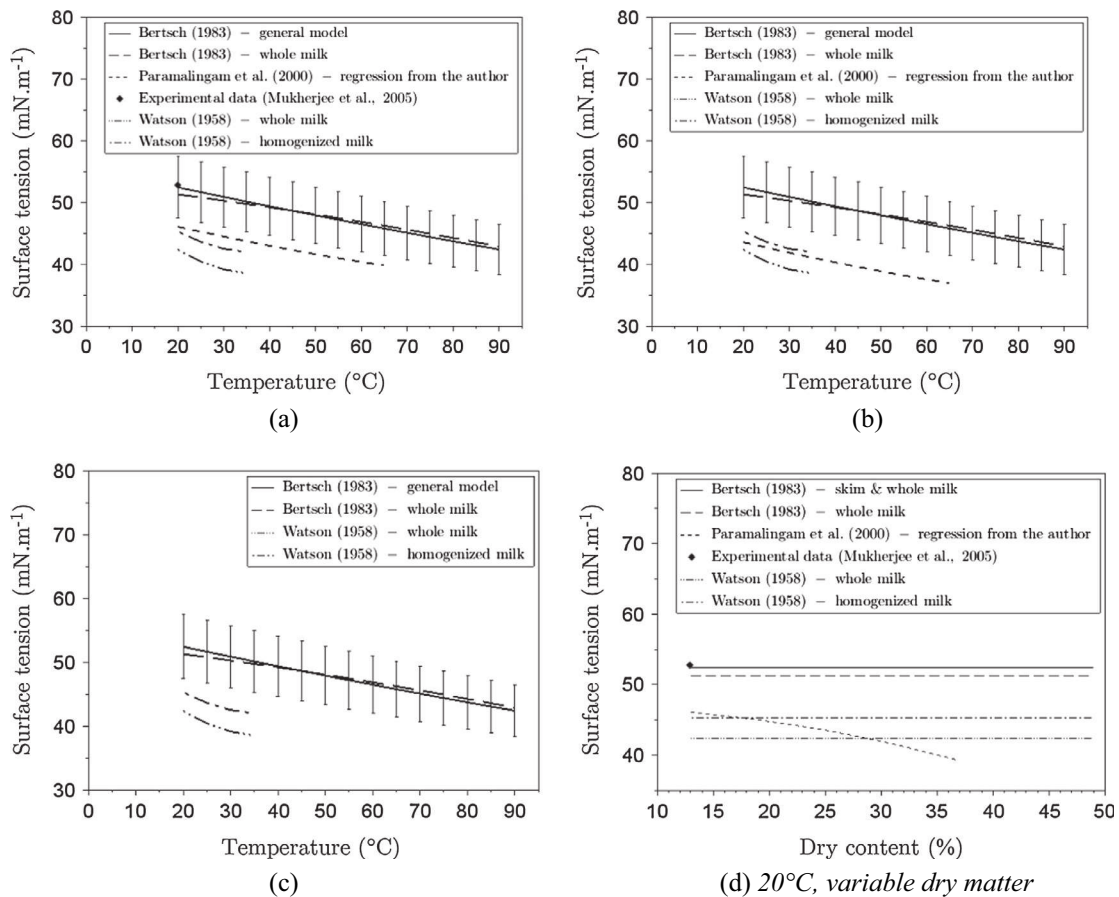 80
70
60
50
40
30
Surface tension (mN.m-1)
Bertsch (1983) − general model
Bertsch (1983) − whole milk
Paramalingam et al. (2000) − regression from the author
Experimental data (Mukherjee et al., 2005)
Watson (1958) − whole milk
Watson (1958) − homogenized milk
0 10 20 30 40 50 60 70 80 90
Temperature (°C)
(a)
80
70
60
50
40
30
Surface tension (mN.m-1)
Bertsch (1983) − general model
Bertsch (1983) − whole milk
Paramalingam et al. (2000) − regression from the author
Watson (1958) − whole milk
Watson (1958) − homogenized milk
0 10 20 30 40 50 60 70 80 90
Temperature (°C)
(b)
80
70
60
50
40
30
Surface tension (mN.m-1)
Bertsch (1983) − general model
Bertsch (1983) − whole milk
Watson (1958) − whole milk
Watson (1958) − homogenized milk
0 10 20 30 40 50 60 70 80 90
Temperature (°C)
(c)
80
70
60
50
40
Surface tension (mN.m-1)
Bertsch (1983) − skim & whole milk
Bertsch (1983) − whole milk
Paramalingam et al. (2000) − regression from the author
Experimental data (Mukherjee et al., 2005)
Watson (1958) − whole milk
Watson (1958) − homogenized milk
10 15 20 25 30 35 40 45 50
Dry content (%)
(d) 20°C, variable dry matter